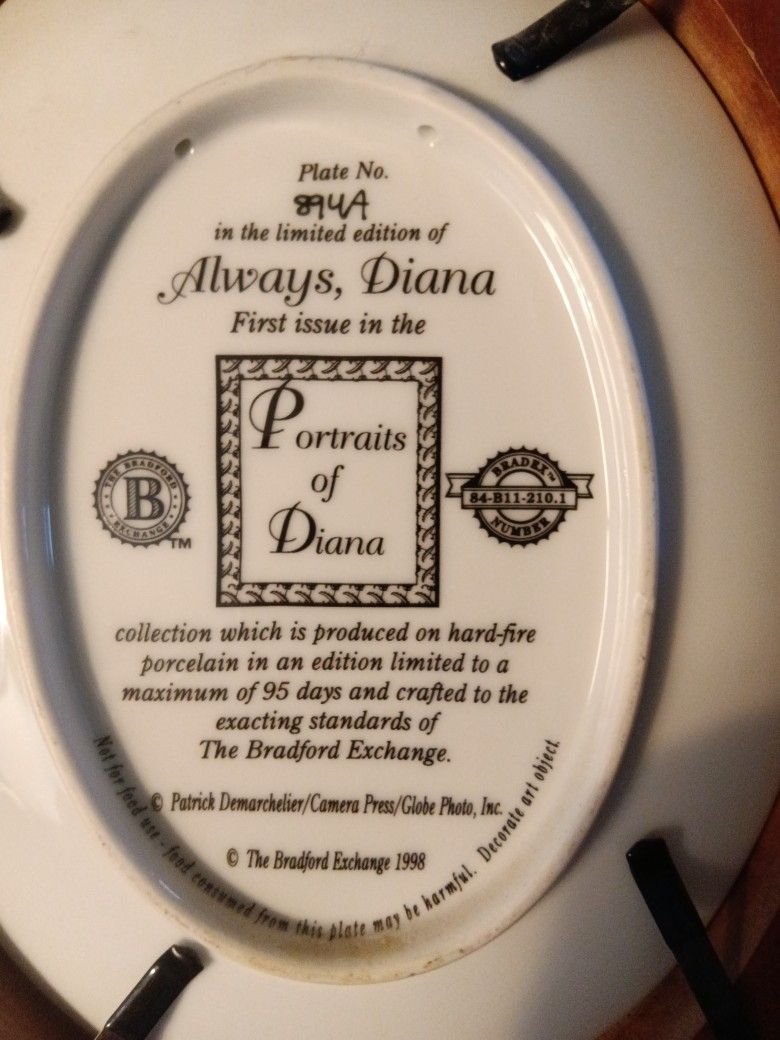 Plate No.
894A
in the limited edition of
Always, Diana
First issue in the
Portraits
of
Diana
THE BRADFORD
B
EXCHANGE
TM
BRADEX™
84-B11-210.1
NUMBER
collection which is produced on hard-fire
porcelain in an edition limited to a
maximum of 95 days and crafted to the
exacting standards of
The Bradford Exchange.
© Patrick Demarchelier/Camera Press/Globe Photo, Inc.
© The Bradford Exchange 1998
Not for food use. - food consumed from this plate may be harmful. Decorate art object.